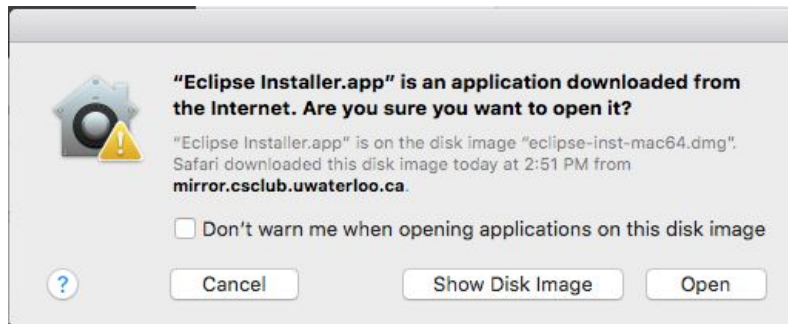 “Eclipse Installer.app” is an application downloaded from
the Internet. Are you sure you want to open it?
“Eclipse Installer.app” is on the disk image “eclipse-inst-mac64.dmg”.
Safari downloaded this disk image today at 2:51 PM from
mirror.csclub.uwaterloo.ca.
Don’t warn me when opening applications on this disk image
? Cancel Show Disk Image Open